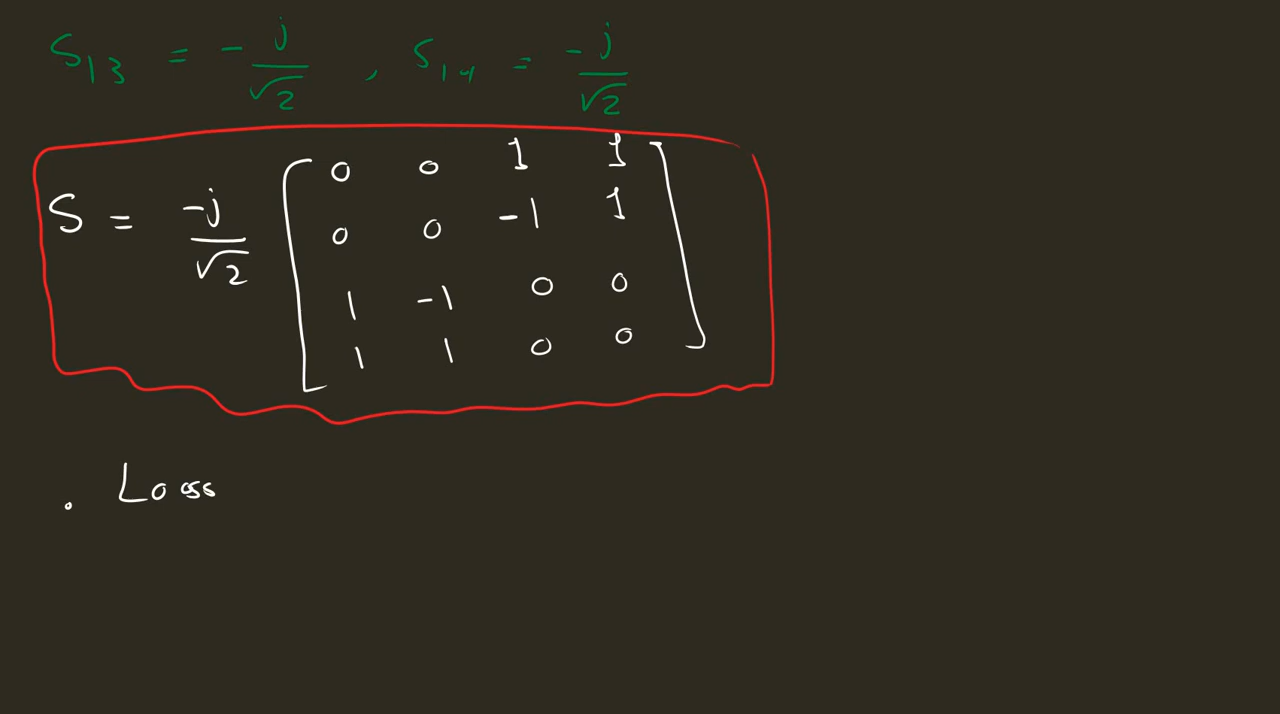 S13 = - j/√2 , S14 = -j/√2
S = -j/√2 [ 0 0 1 1
0 0 -1 1
1 -1 0 0
1 1 0 0 ]
. Loss